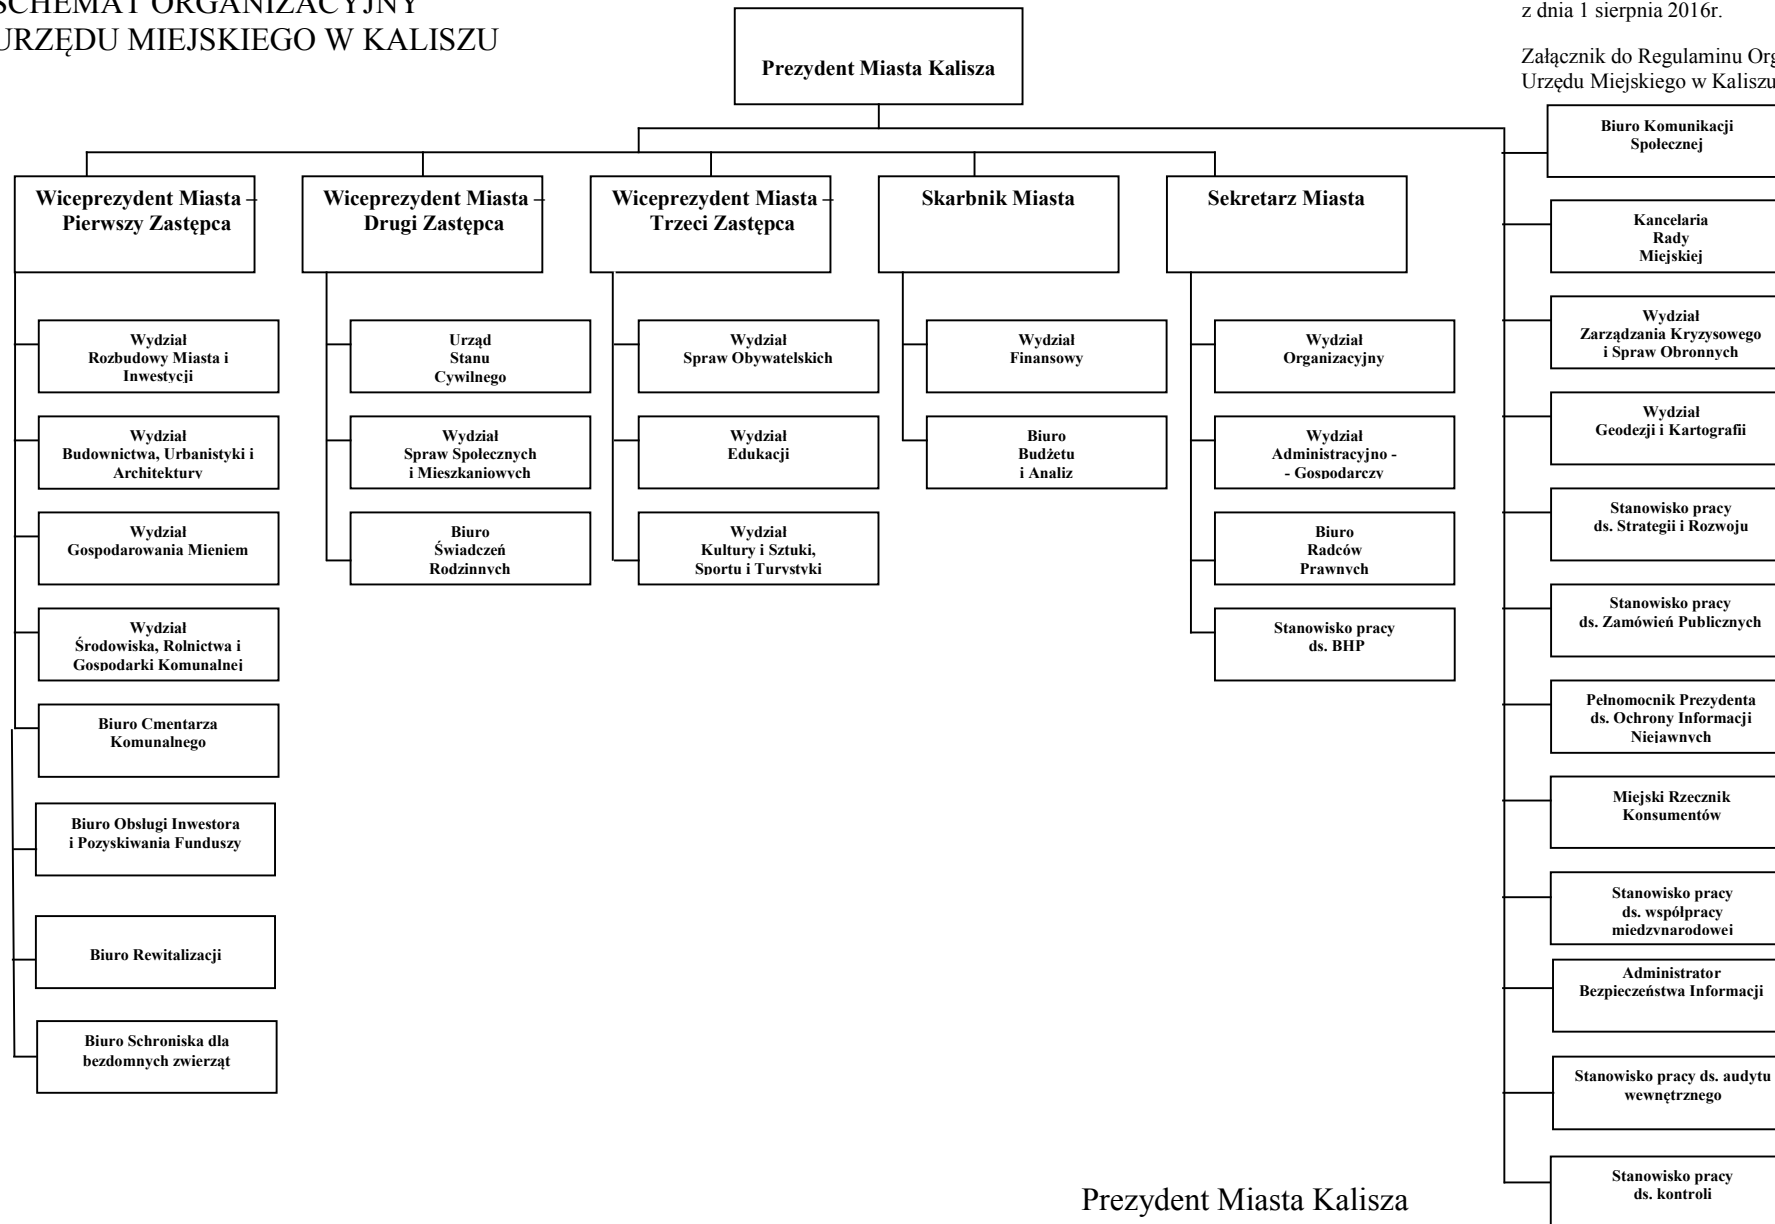 SCHEMAT ORGANIZACYJNY
URZĘDU MIEJSKIEGO W KALISZU
z dnia 1 sierpnia 2016r.
Załącznik do Regulaminu Org
Urzędu Miejskiego w Kaliszu
Prezydent Miasta Kalisza
Wiceprezydent Miasta –
Pierwszy Zastępca
Wiceprezydent Miasta –
Drugi Zastępca
Wiceprezydent Miasta –
Trzeci Zastępca
Skarbnik Miasta
Sekretarz Miasta
Wydział
Rozbudowy Miasta i
Inwestycji
Wydział
Budownictwa, Urbanistyki i
Architektury
Wydział
Gospodarowania Mieniem
Wydział
Środowiska, Rolnictwa i
Gospodarki Komunalnej
Biuro Cmentarza
Komunalnego
Biuro Obsługi Inwestora
i Pozyskiwania Funduszy
Biuro Rewitalizacji
Biuro Schroniska dla
bezdomnych zwierząt
Urząd
Stanu
Cywilnego
Wydział
Spraw Społecznych
i Mieszkaniowych
Biuro
Świadczeń
Rodzinnych
Wydział
Spraw Obywatelskich
Wydział
Edukacji
Wydział
Kultury i Sztuki,
Sportu i Turystyki
Wydział
Finansowy
Biuro
Budżetu
i Analiz
Wydział
Organizacyjny
Wydział
Administracyjno -
- Gospodarczy
Biuro
Radców
Prawnych
Stanowisko pracy
ds. BHP
Biuro Komunikacji
Społecznej
Kancelaria
Rady
Miejskiej
Wydział
Zarządzania Kryzysowego
i Spraw Obronnych
Wydział
Geodezji i Kartografii
Stanowisko pracy
ds. Strategii i Rozwoju
Stanowisko pracy
ds. Zamówień Publicznych
Pełnomocnik Prezydenta
ds. Ochrony Informacji
Niejawnych
Miejski Rzecznik
Konsumentów
Stanowisko pracy
ds. współpracy
międzynarodowej
Administrator
Bezpieczeństwa Informacji
Stanowisko pracy ds. audytu
wewnętrznego
Stanowisko pracy
ds. kontroli
Prezydent Miasta Kalisza